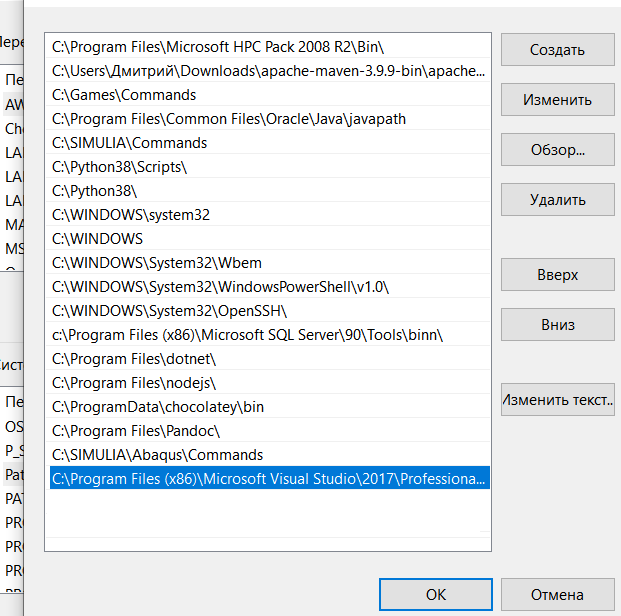 C:\Program Files\Microsoft HPC Pack 2008 R2\Bin\
C:\Users\Дмитрий\Downloads\apache-maven-3.9.9-bin\apache...
C:\Games\Commands
C:\Program Files\Common Files\Oracle\Java\javapath
C:\SIMULIA\Commands
C:\Python38\Scripts\
C:\Python38\
C:\WINDOWS\system32
C:\WINDOWS
C:\WINDOWS\System32\Wbem
C:\WINDOWS\System32\WindowsPowerShell\v1.0\
C:\WINDOWS\System32\OpenSSH\
c:\Program Files (x86)\Microsoft SQL Server\90\Tools\binn\
C:\Program Files\dotnet\
C:\Program Files\nodejs\
C:\ProgramData\chocolatey\bin
C:\Program Files\Pandoc\
C:\SIMULIA\Abaqus\Commands
C:\Program Files (x86)\Microsoft Visual Studio\2017\Professiona...
Создать
Изменить
Обзор...
Удалить
Вверх
Вниз
Изменить текст..
OK
Отмена